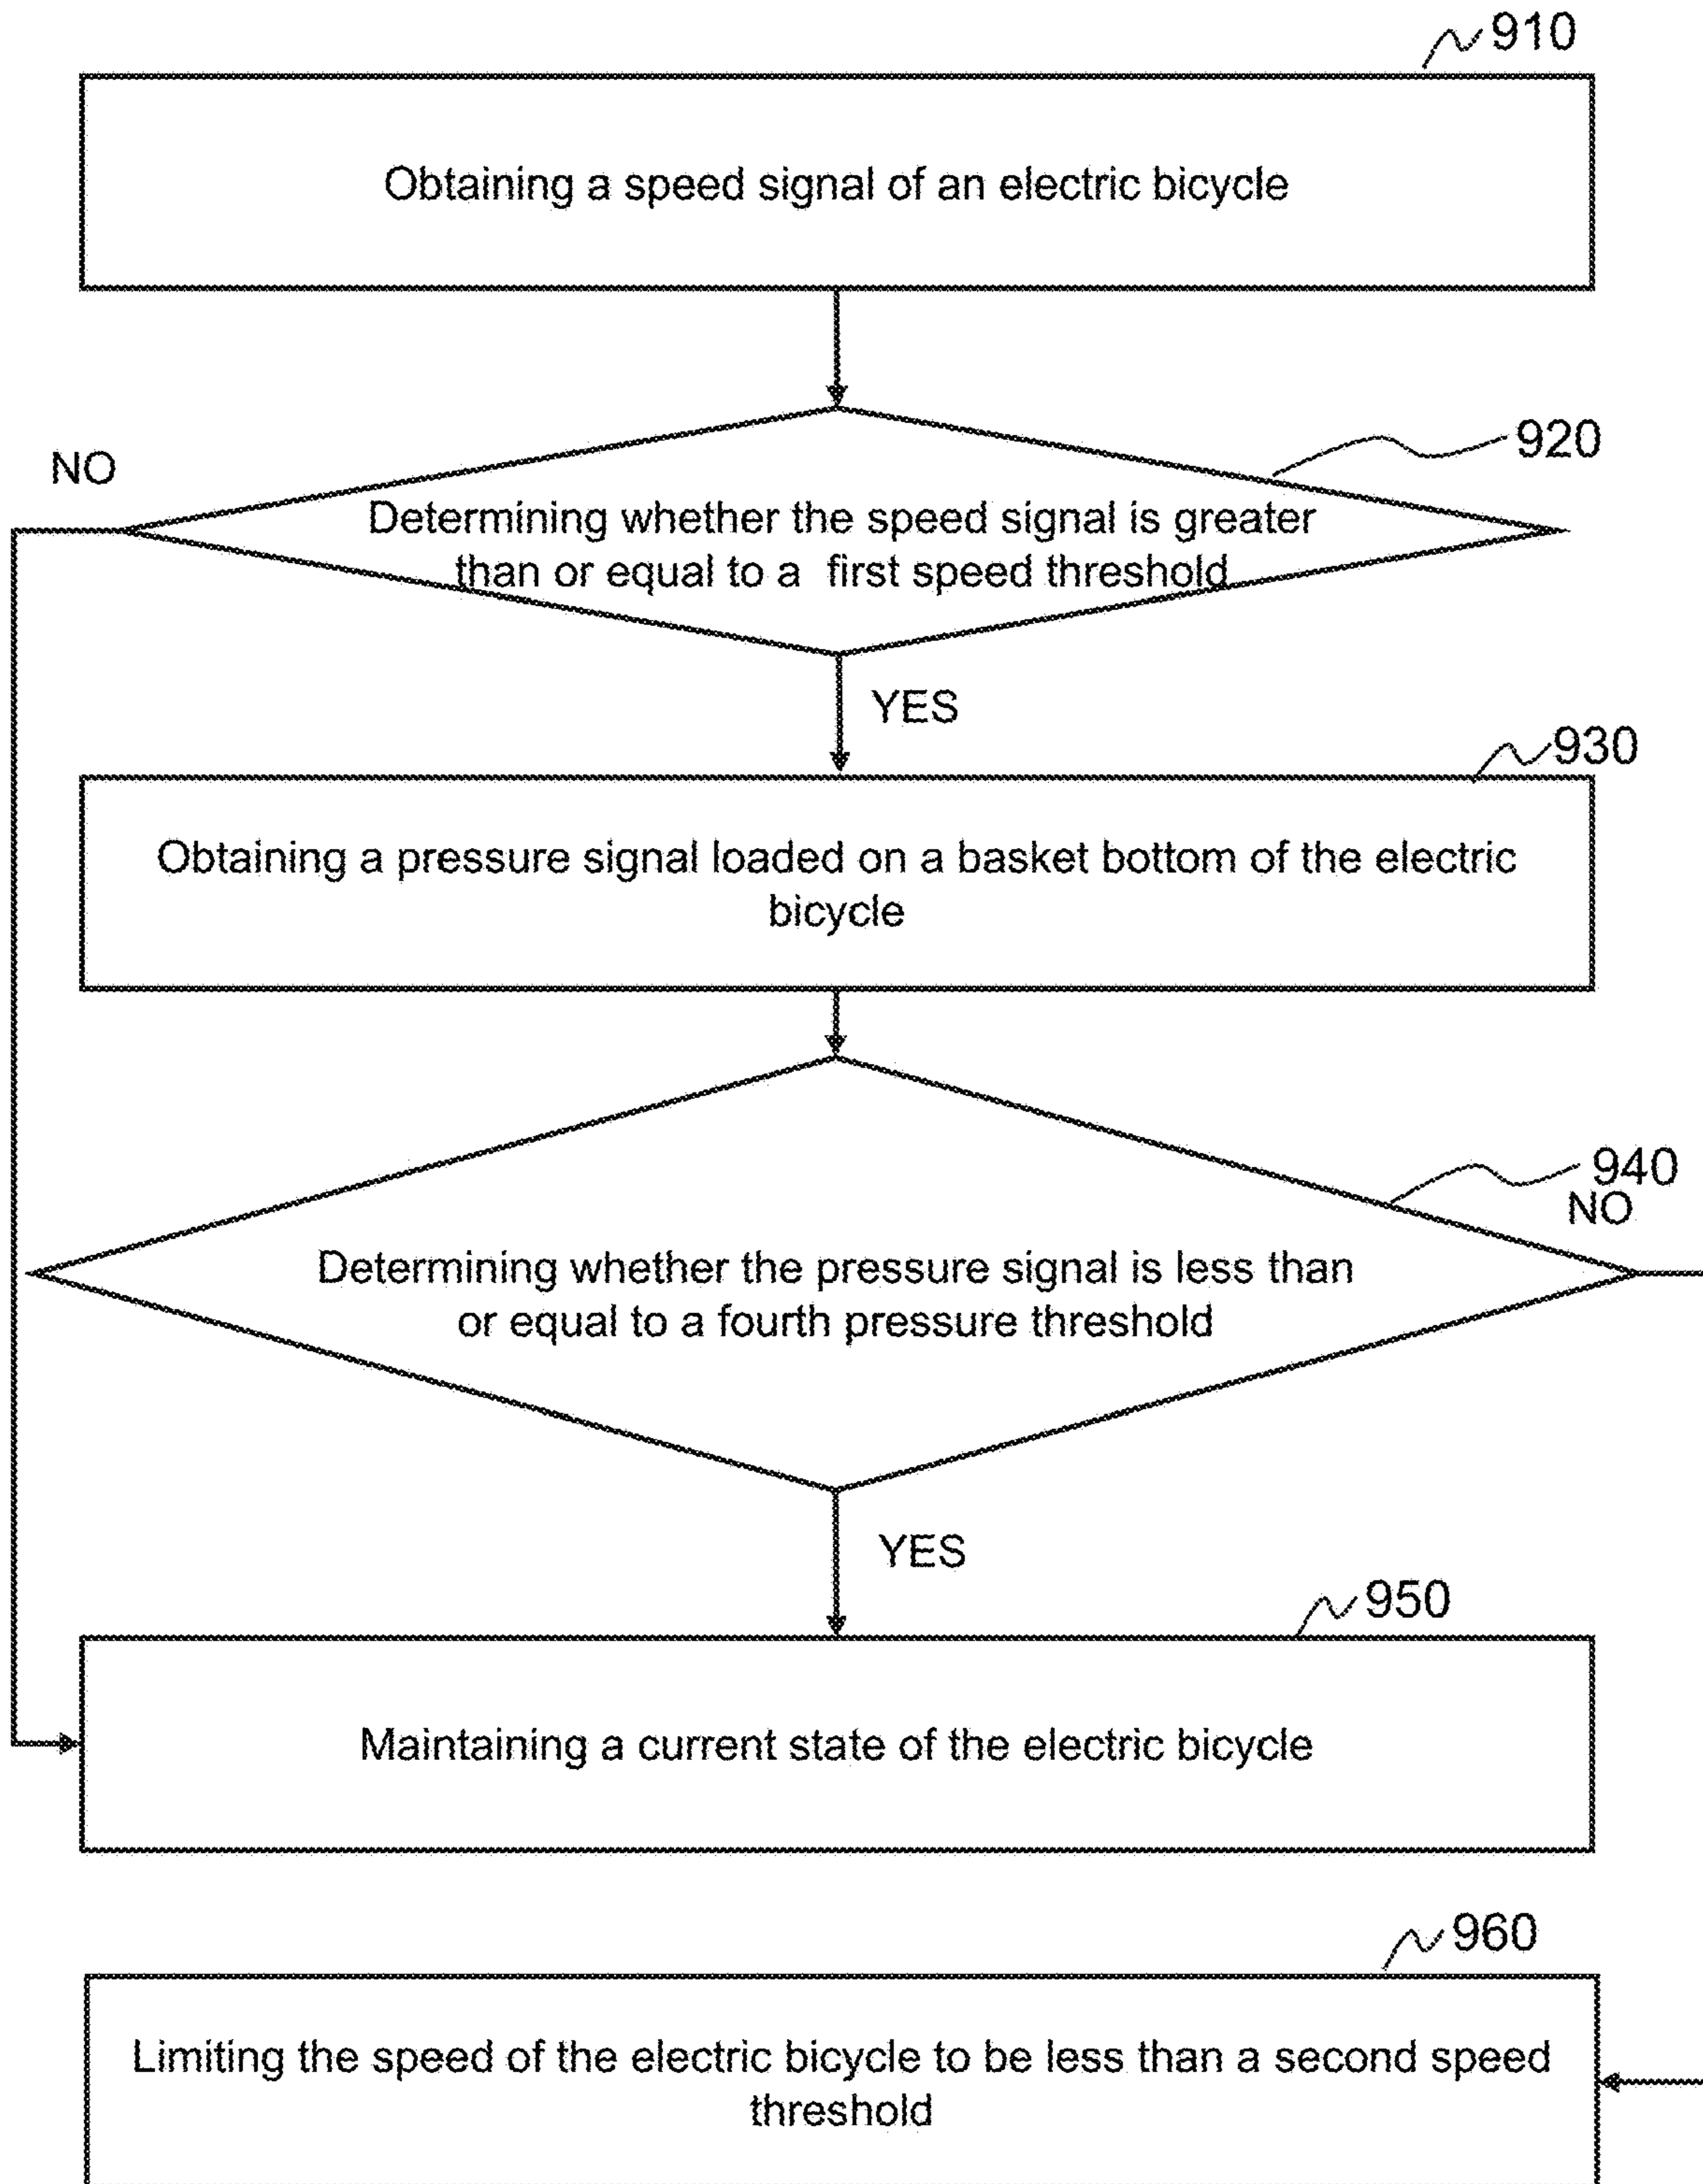 910
Obtaining a speed signal of an electric bicycle
920
NO
Determining whether the speed signal is greater
than or equal to a first speed threshold
YES
930
Obtaining a pressure signal loaded on a basket bottom of the electric
bicycle
940
NO
Determining whether the pressure signal is less than
or equal to a fourth pressure threshold
YES
950
Maintaining a current state of the electric bicycle
960
Limiting the speed of the electric bicycle to be less than a second speed
threshold